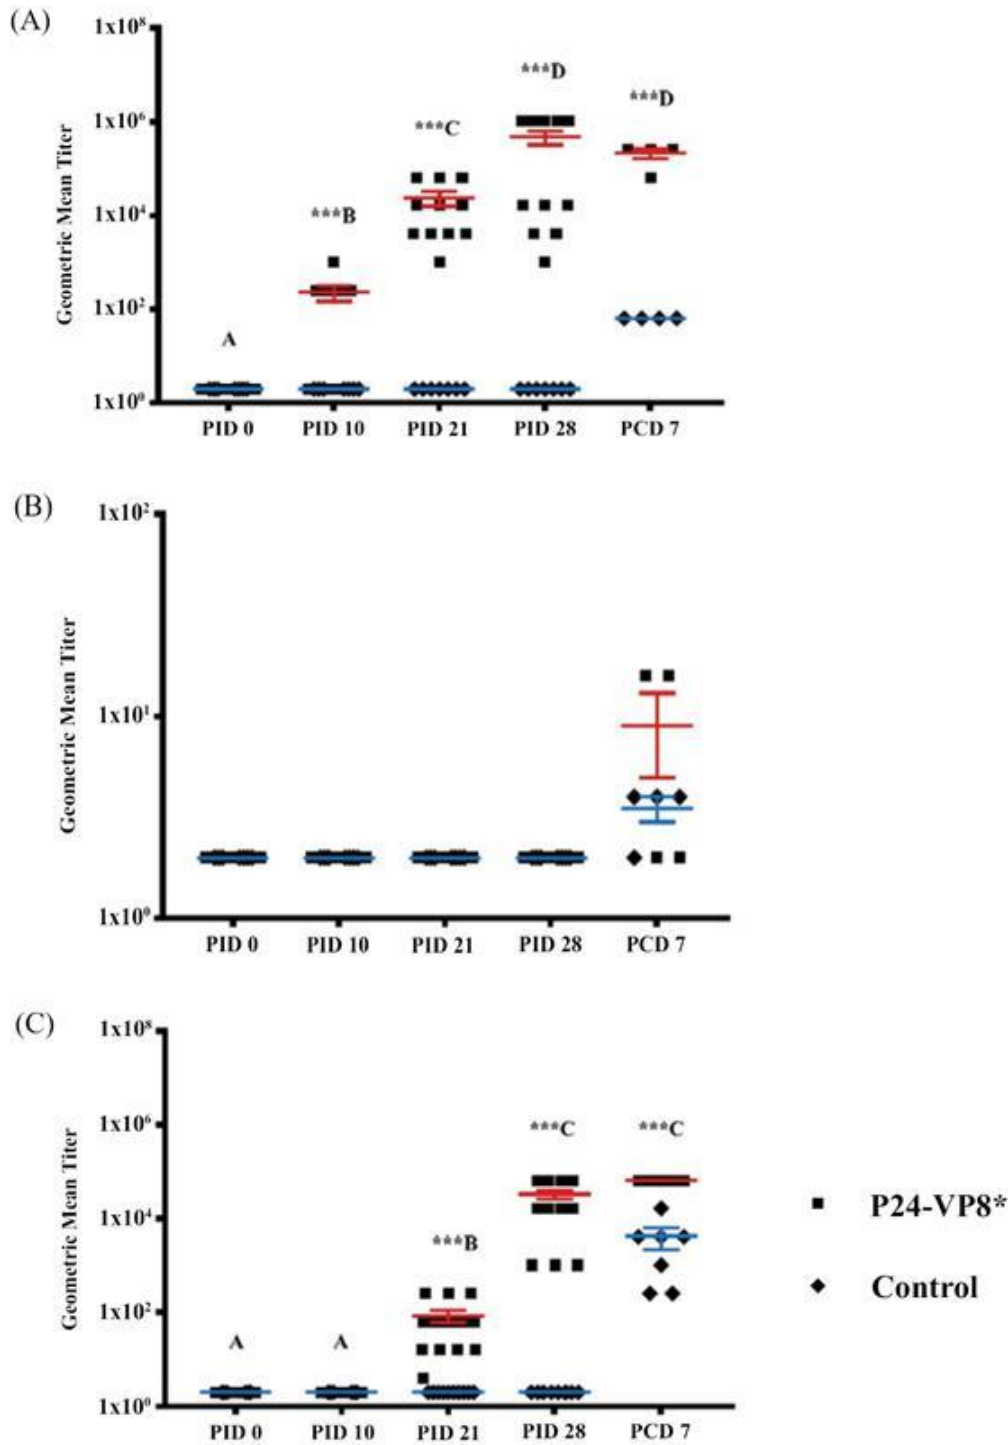 (A)
1x10⁸
1x10⁶
1x10⁴
1x10²
1x10⁰
Geometric Mean Titer
A
***B
***C
***D
***D
PID 0 PID 10 PID 21 PID 28 PCD 7
(B)
1x10²
1x10¹
1x10⁰
Geometric Mean Titer
PID 0 PID 10 PID 21 PID 28 PCD 7
(C)
1x10⁸
1x10⁶
1x10⁴
1x10²
1x10⁰
Geometric Mean Titer
A
A
***B
***C
***C
PID 0 PID 10 PID 21 PID 28 PCD 7
P24-VP8*
Control